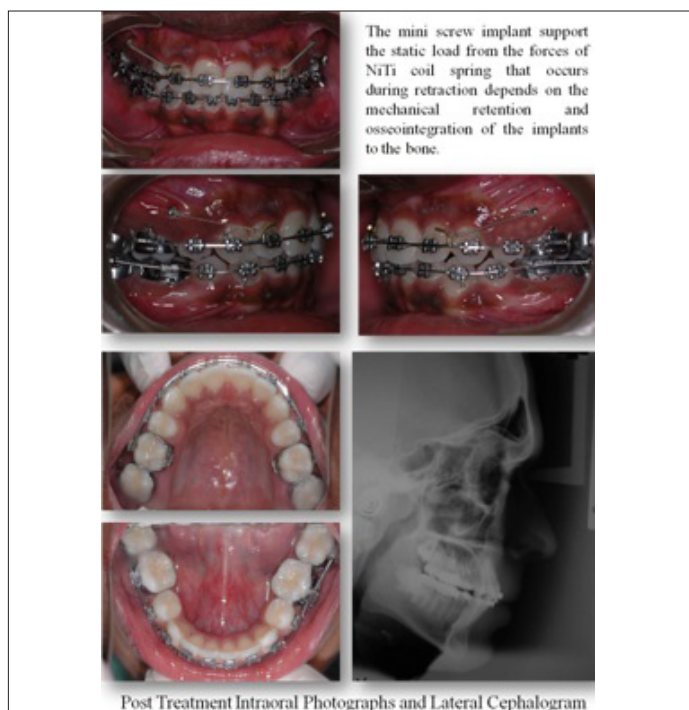 The mini screw implant support
the static load from the forces of
NiTi coil spring that occurs
during retraction depends on the
mechanical retention and
osseointegration of the implants
to the bone.
Post Treatment Intraoral Photographs and Lateral Cephalogram